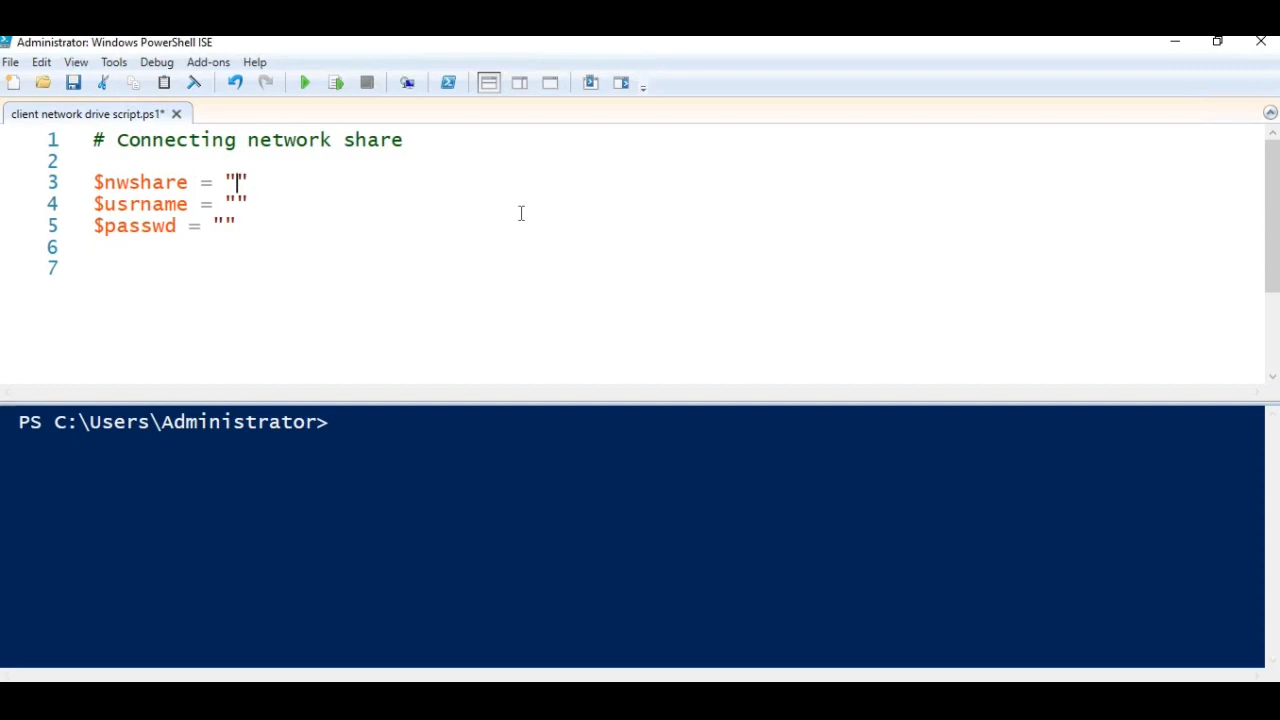 Administrator: Windows PowerShell ISE
File Edit View Tools Debug Add-ons Help
client network drive script.ps1*
1 # Connecting network share
2
3 $nwshare = ""
4 $usrname = ""
5 $passwd = ""
6
7
PS C:\Users\Administrator>